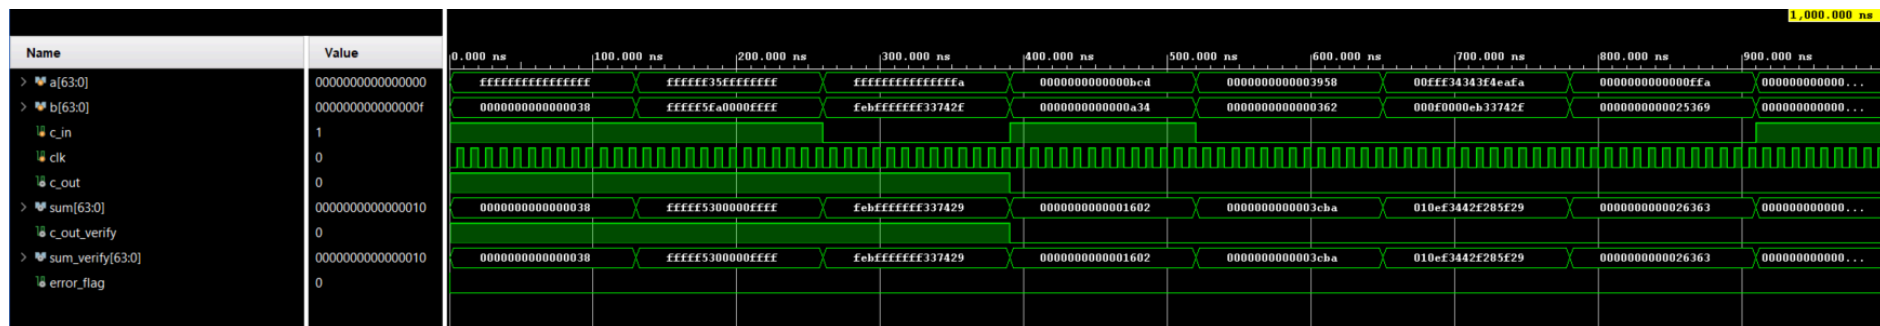 1,000.000 ns
Name Value 0.000 ns 100.000 ns 200.000 ns 300.000 ns 400.000 ns 500.000 ns 600.000 ns 700.000 ns 800.000 ns 900.000 ns
a[63:0] 0000000000000000 ffffffffffffffff ffffff35ffffffff fffffffffffffffa 0000000000000bcd 0000000000003958 00fff34343f4eafa 0000000000000ffa 000000000000...
b[63:0] 000000000000000f 0000000000000038 fffff5fa0000ffff febfffffff33742f 0000000000000a34 0000000000000362 000f0000eb33742f 0000000000025369 000000000000...
c_in 1
clk 0
c_out 0
sum[63:0] 0000000000000010 0000000000000038 fffff5300000ffff febfffffff337429 0000000000001602 0000000000003cba 010ef3442f285f29 0000000000026363 000000000000...
c_out_verify 0
sum_verify[63:0] 0000000000000010 0000000000000038 fffff5300000ffff febfffffff337429 0000000000001602 0000000000003cba 010ef3442f285f29 0000000000026363 000000000000...
error_flag 0